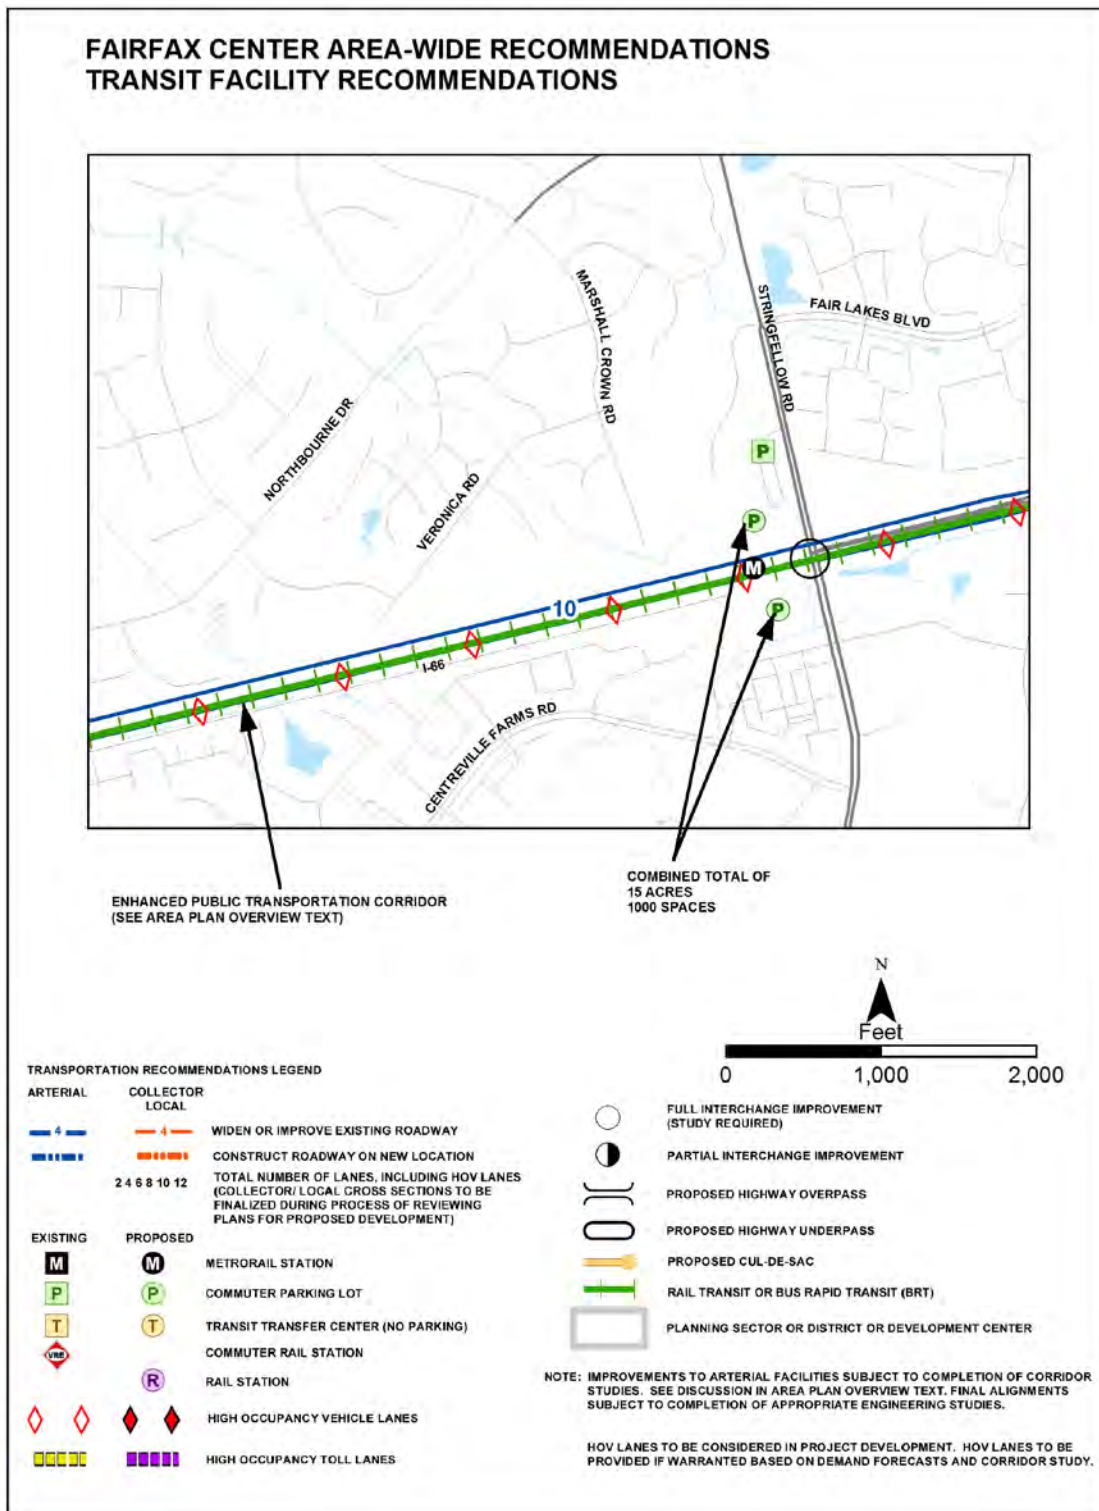 FAIRFAX CENTER AREA-WIDE RECOMMENDATIONS
TRANSIT FACILITY RECOMMENDATIONS
MARSHALL CROWN RD
STRINGFELLOW RD
FAIR LAKES BLVD
NORTHBOURNE DR
VERONICA RD
P
P
M
P
10
I-66
CENTREVILLE FARMS RD
ENHANCED PUBLIC TRANSPORTATION CORRIDOR
(SEE AREA PLAN OVERVIEW TEXT)
COMBINED TOTAL OF
15 ACRES
1000 SPACES
N
Feet
0 1,000 2,000
TRANSPORTATION RECOMMENDATIONS LEGEND
ARTERIAL COLLECTOR
LOCAL
4 4 WIDEN OR IMPROVE EXISTING ROADWAY
CONSTRUCT ROADWAY ON NEW LOCATION
2 4 6 8 10 12 TOTAL NUMBER OF LANES, INCLUDING HOV LANES
(COLLECTOR/ LOCAL CROSS SECTIONS TO BE
FINALIZED DURING PROCESS OF REVIEWING
PLANS FOR PROPOSED DEVELOPMENT)
EXISTING PROPOSED
M M METRORAIL STATION
P P COMMUTER PARKING LOT
T T TRANSIT TRANSFER CENTER (NO PARKING)
VRE COMMUTER RAIL STATION
R RAIL STATION
HIGH OCCUPANCY VEHICLE LANES
HIGH OCCUPANCY TOLL LANES
FULL INTERCHANGE IMPROVEMENT
(STUDY REQUIRED)
PARTIAL INTERCHANGE IMPROVEMENT
PROPOSED HIGHWAY OVERPASS
PROPOSED HIGHWAY UNDERPASS
PROPOSED CUL-DE-SAC
RAIL TRANSIT OR BUS RAPID TRANSIT (BRT)
PLANNING SECTOR OR DISTRICT OR DEVELOPMENT CENTER
NOTE: IMPROVEMENTS TO ARTERIAL FACILITIES SUBJECT TO COMPLETION OF CORRIDOR
STUDIES. SEE DISCUSSION IN AREA PLAN OVERVIEW TEXT. FINAL ALIGNMENTS
SUBJECT TO COMPLETION OF APPROPRIATE ENGINEERING STUDIES.
HOV LANES TO BE CONSIDERED IN PROJECT DEVELOPMENT. HOV LANES TO BE
PROVIDED IF WARRANTED BASED ON DEMAND FORECASTS AND CORRIDOR STUDY.